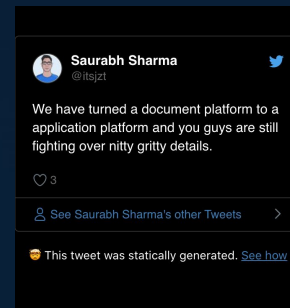 Saurabh Sharma
@itsjzt
We have turned a document platform to a
application platform and you guys are still
fighting over nitty gritty details.
3
See Saurabh Sharma's other Tweets
🤯 This tweet was statically generated. See how